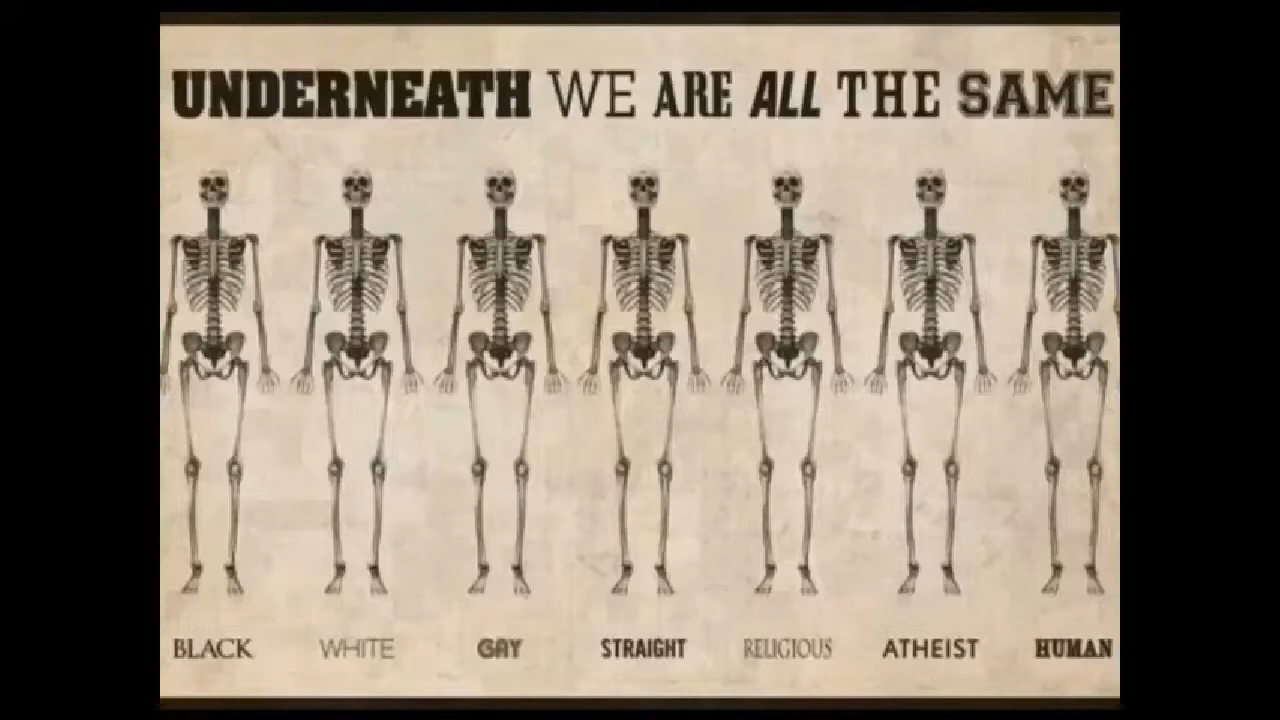 UNDERNEATH WE ARE ALL THE SAME
BLACK WHITE GAY STRAIGHT RELIGIOUS ATHEIST HUMAN